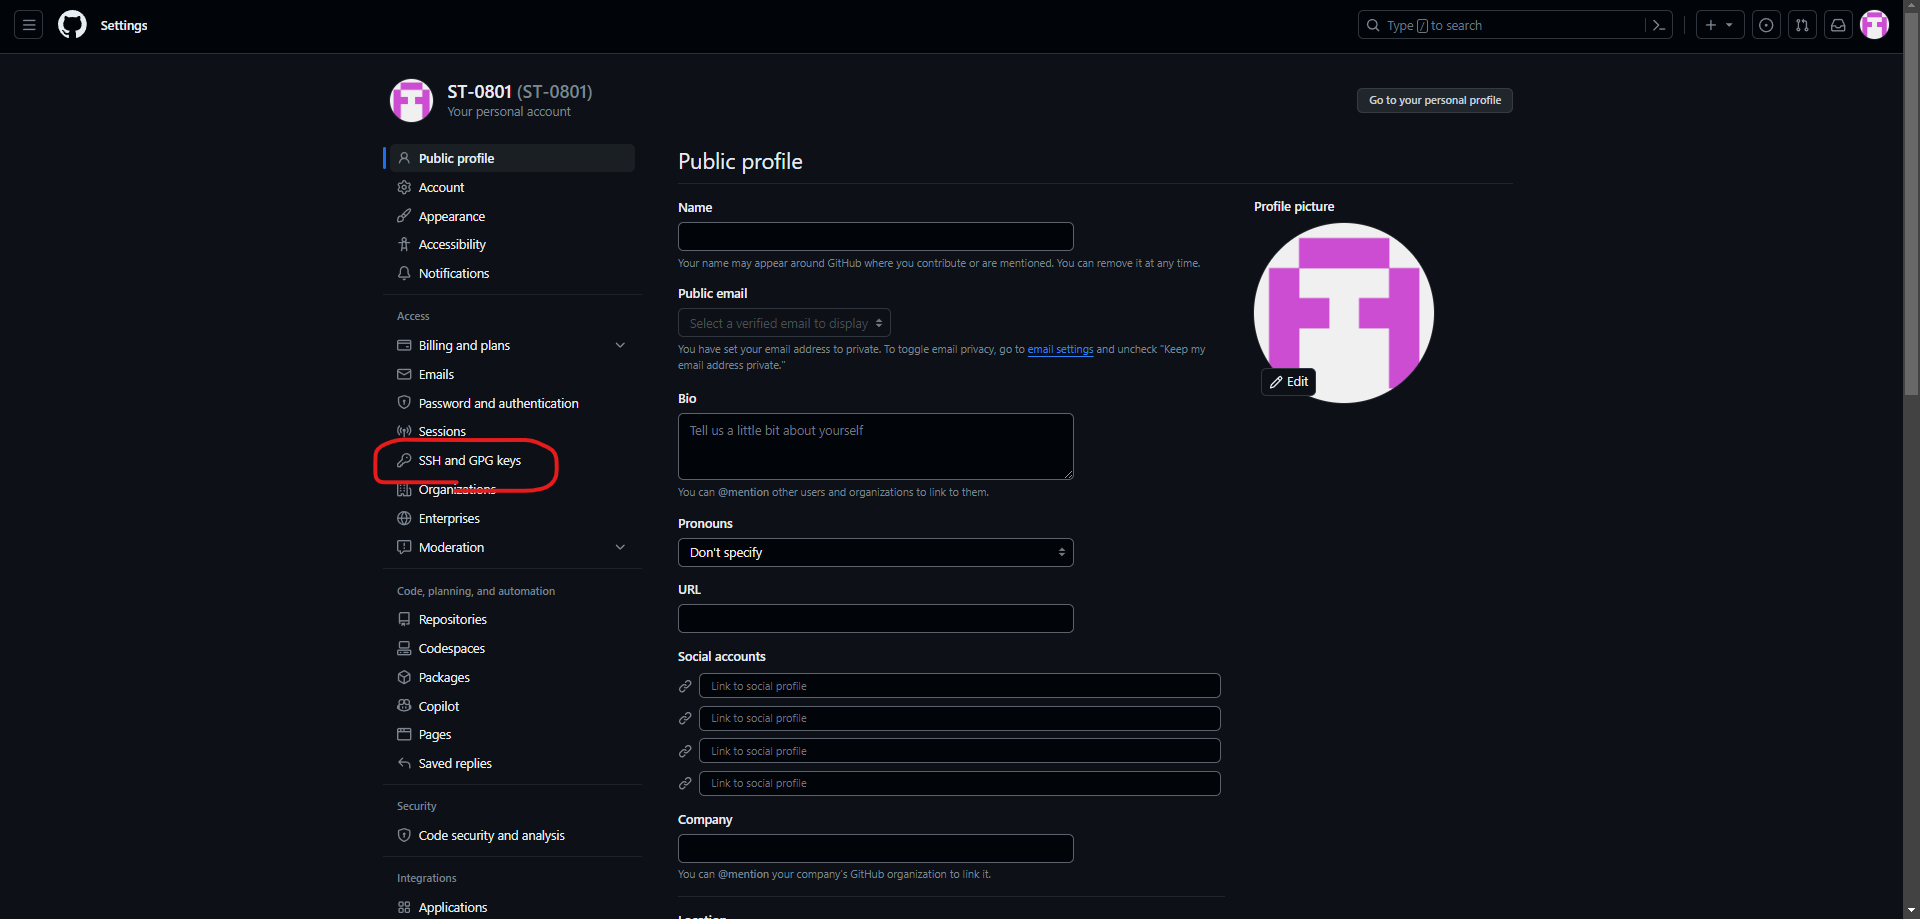 Settings
Type / to search
ST-0801 (ST-0801)
Your personal account
Go to your personal profile
Public profile
Account
Appearance
Accessibility
Notifications
Access
Billing and plans
Emails
Password and authentication
Sessions
SSH and GPG keys
Organizations
Enterprises
Moderation
Code, planning, and automation
Repositories
Codespaces
Packages
Copilot
Pages
Saved replies
Security
Code security and analysis
Integrations
Applications
Public profile
Name
Your name may appear around GitHub where you contribute or are mentioned. You can remove it at any time.
Public email
Select a verified email to display
You have set your email address to private. To toggle email privacy, go to email settings and uncheck "Keep my
email address private."
Bio
Tell us a little bit about yourself
You can @mention other users and organizations to link to them.
Pronouns
Don't specify
URL
Social accounts
Link to social profile
Link to social profile
Link to social profile
Link to social profile
Company
You can @mention your company's GitHub organization to link it.
Location
Profile picture
Edit